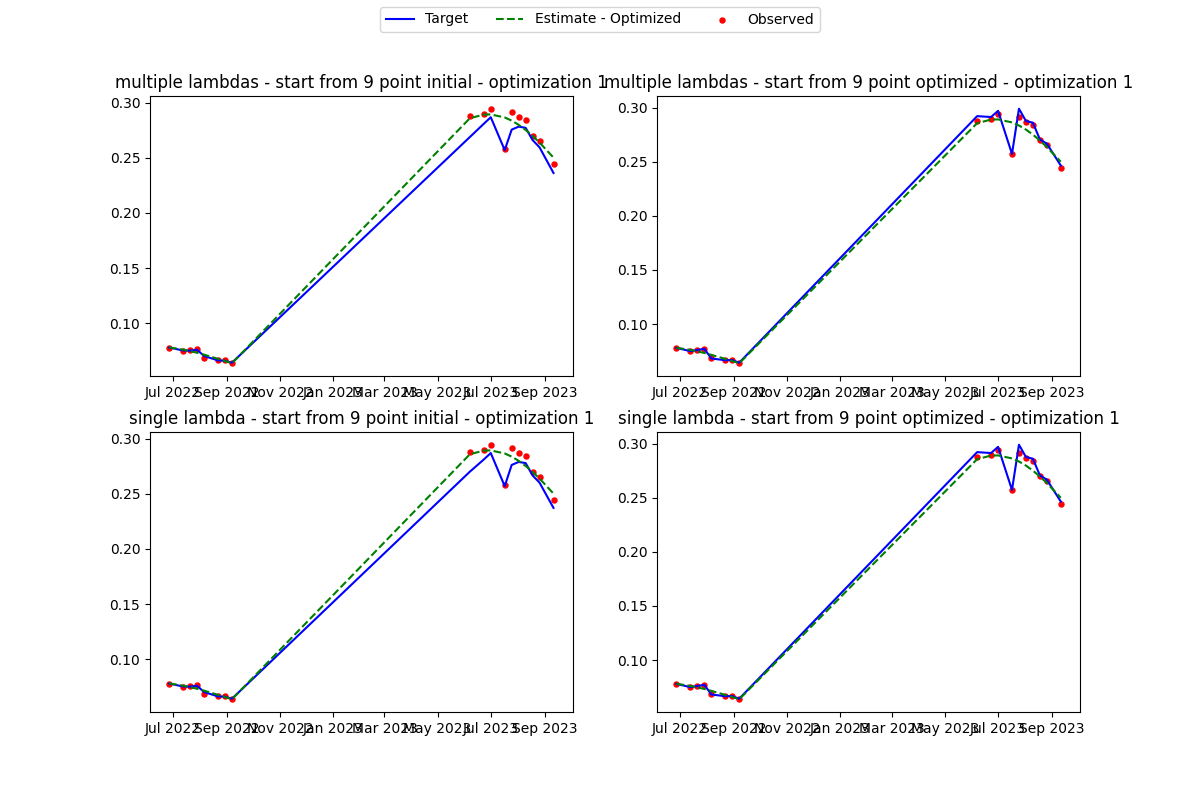 Target Estimate - Optimized Observed
multiple lambdas - start from 9 point initial - optimization 1
0.30
0.25
0.20
0.15
0.10
Jul 2022 Sep 2022 Nov 2022 Jan 2023 Mar 2023 May 2023 Jul 2023 Sep 2023
multiple lambdas - start from 9 point optimized - optimization 1
0.30
0.25
0.20
0.15
0.10
Jul 2022 Sep 2022 Nov 2022 Jan 2023 Mar 2023 May 2023 Jul 2023 Sep 2023
single lambda - start from 9 point initial - optimization 1
0.30
0.25
0.20
0.15
0.10
Jul 2022 Sep 2022 Nov 2022 Jan 2023 Mar 2023 May 2023 Jul 2023 Sep 2023
single lambda - start from 9 point optimized - optimization 1
0.30
0.25
0.20
0.15
0.10
Jul 2022 Sep 2022 Nov 2022 Jan 2023 Mar 2023 May 2023 Jul 2023 Sep 2023